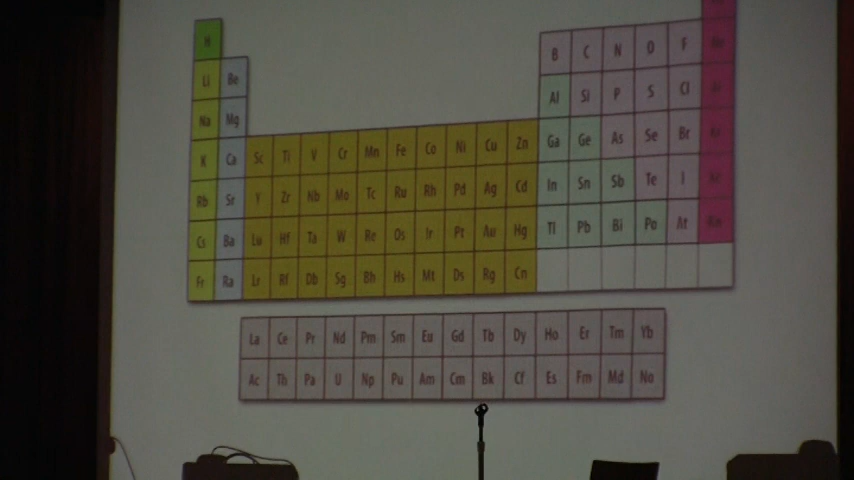 H
Li Be B C N O F Ne
Na Mg Al Si P S Cl Ar
K Ca Sc Ti V Cr Mn Fe Co Ni Cu Zn Ga Ge As Se Br Kr
Rb Sr Y Zr Nb Mo Tc Ru Rh Pd Ag Cd In Sn Sb Te I Xe
Cs Ba Lu Hf Ta W Re Os Ir Pt Au Hg Tl Pb Bi Po At Rn
Fr Ra Lr Rf Db Sg Bh Hs Mt Ds Rg Cn
La Ce Pr Nd Pm Sm Eu Gd Tb Dy Ho Er Tm Yb
Ac Th Pa U Np Pu Am Cm Bk Cf Es Fm Md No